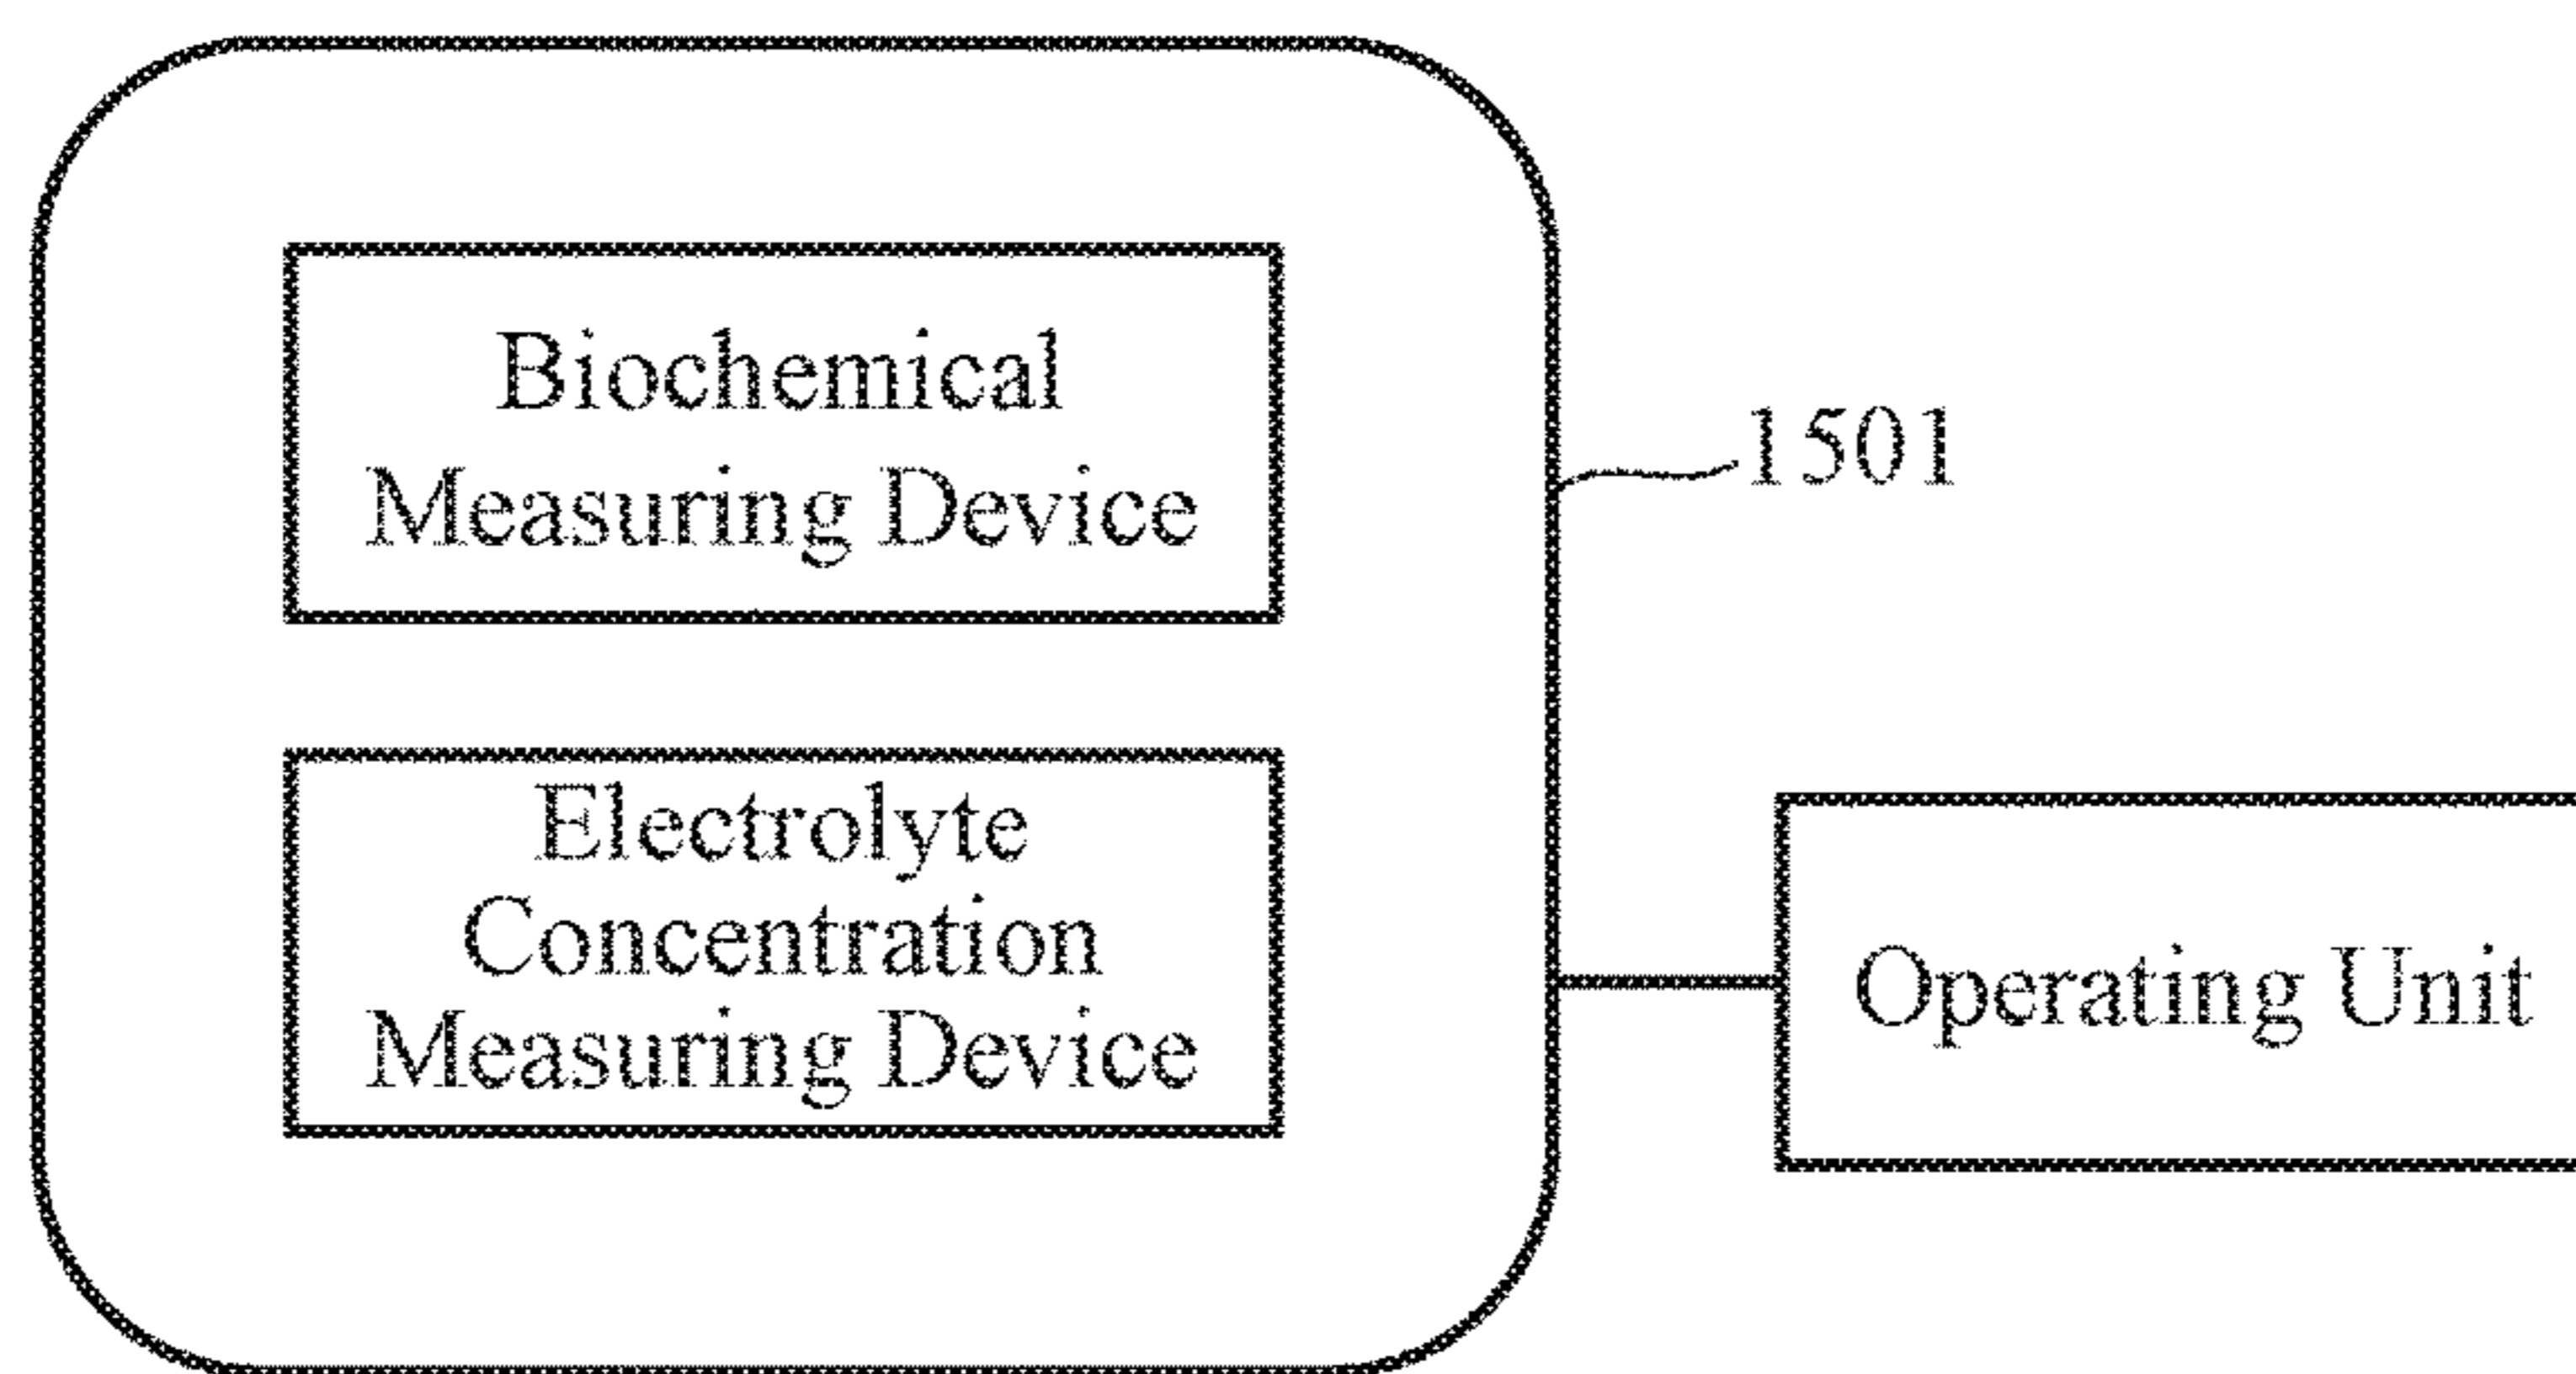 Biochemical
Measuring Device
1501
Electrolyte
Concentration
Measuring Device
Operating Unit